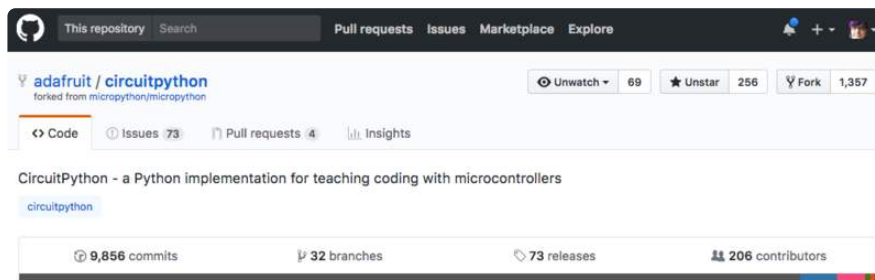 This repository Search Pull requests Issues Marketplace Explore
adafruit / circuitpython Unwatch 69 Unstar 256 Fork 1,357
forked from micropython/micropython
Code Issues 73 Pull requests 4 Insights
CircuitPython - a Python implementation for teaching coding with microcontrollers
circuitpython
9,856 commits 32 branches 73 releases 206 contributors